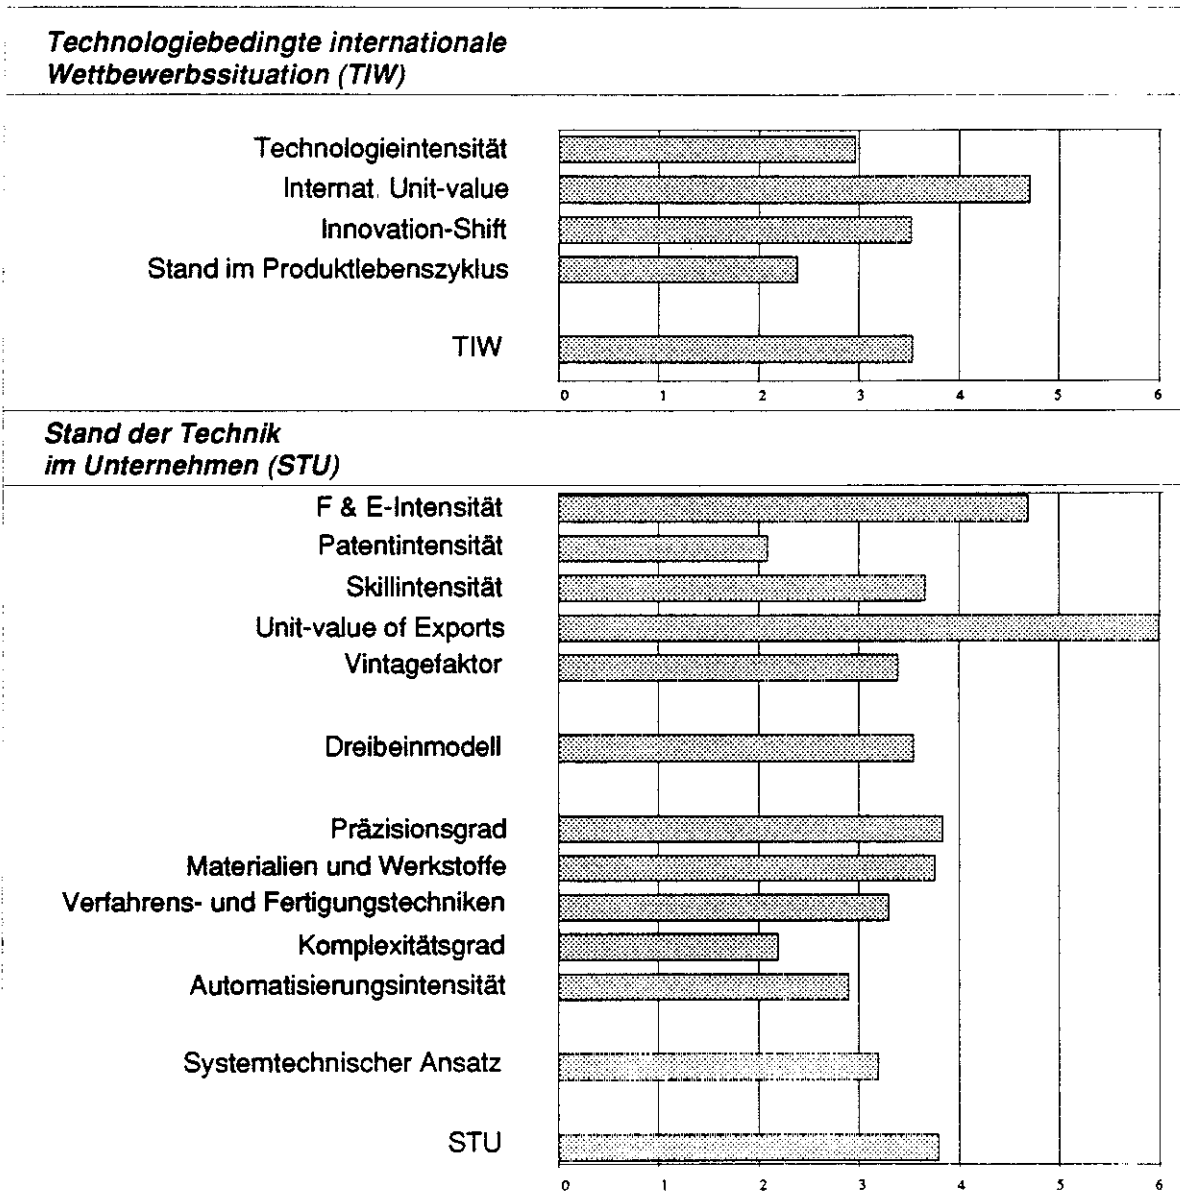 Technologiebedingte internationale
Wettbewerbssituation (TIW)
Technologieintensität
Internat. Unit-value
Innovation-Shift
Stand im Produktlebenszyklus
TIW
0 1 2 3 4 5 6
Stand der Technik
im Unternehmen (STU)
F & E-Intensität
Patentintensität
Skillintensität
Unit-value of Exports
Vintagefaktor
Dreibeinmodell
Präzisionsgrad
Materialien und Werkstoffe
Verfahrens- und Fertigungstechniken
Komplexitätsgrad
Automatisierungsintensität
Systemtechnischer Ansatz
STU
0 1 2 3 4 5 6